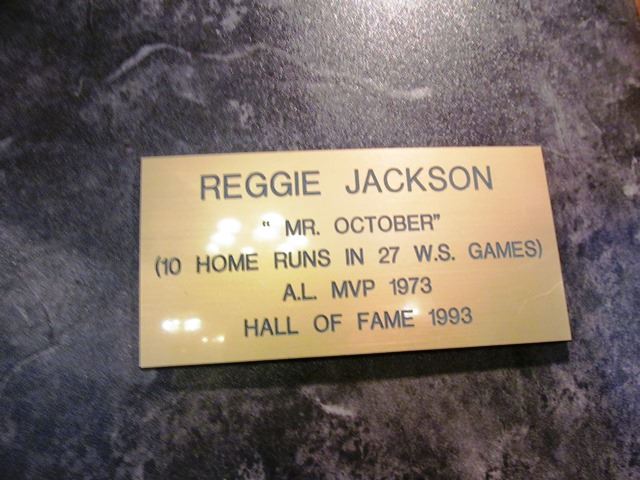 REGGIE JACKSON
" MR. OCTOBER"
(10 HOME RUNS IN 27 W.S. GAMES)
A.L. MVP 1973
HALL OF FAME 1993